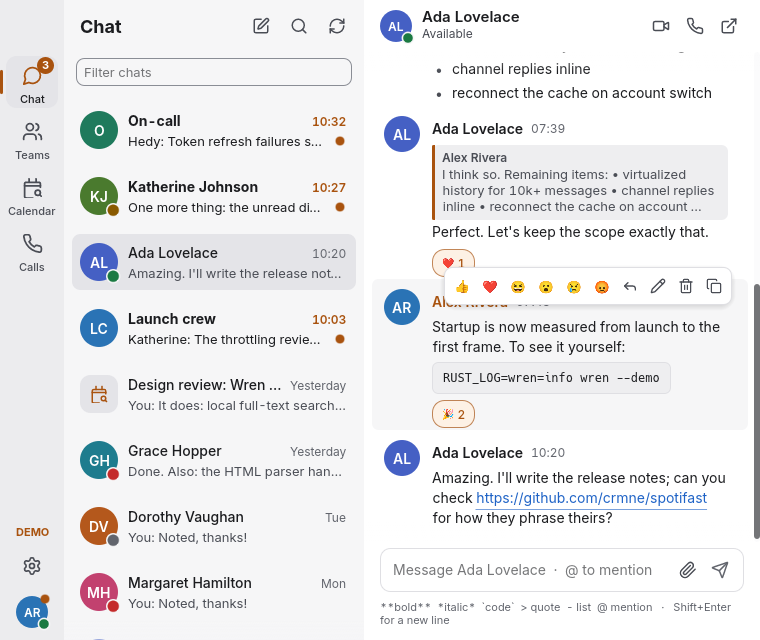 3
Chat
Teams
Calendar
Calls
DEMO
AR
Chat
Filter chats
O
On-call
10:32
Hedy: Token refresh failures s...
KJ
Katherine Johnson
10:27
One more thing: the unread di...
AL
Ada Lovelace
10:20
Amazing. I'll write the release not...
LC
Launch crew
10:03
Katherine: The throttling revie...
Design review: Wren ...
Yesterday
You: It does: local full-text search...
GH
Grace Hopper
Yesterday
Done. Also: the HTML parser han...
DV
Dorothy Vaughan
Tue
You: Noted, thanks!
MH
Margaret Hamilton
Mon
You: Noted, thanks!
AL
Ada Lovelace
Available
• channel replies inline
• reconnect the cache on account switch
AL
Ada Lovelace 07:39
Alex Rivera
I think so. Remaining items: • virtualized
history for 10k+ messages • channel replies
inline • reconnect the cache on account ...
Perfect. Let's keep the scope exactly that.
❤️ 1
👍 ❤️ 😆 😮 😢 😡
AR
Alex Rivera
Startup is now measured from launch to the
first frame. To see it yourself:
RUST_LOG=wren=info wren --demo
🎉 2
AL
Ada Lovelace 10:20
Amazing. I'll write the release notes; can you
check https://github.com/crmne/spotifast
for how they phrase theirs?
Message Ada Lovelace · @ to mention
**bold** *italic* `code` > quote - list @ mention · Shift+Enter
for a new line